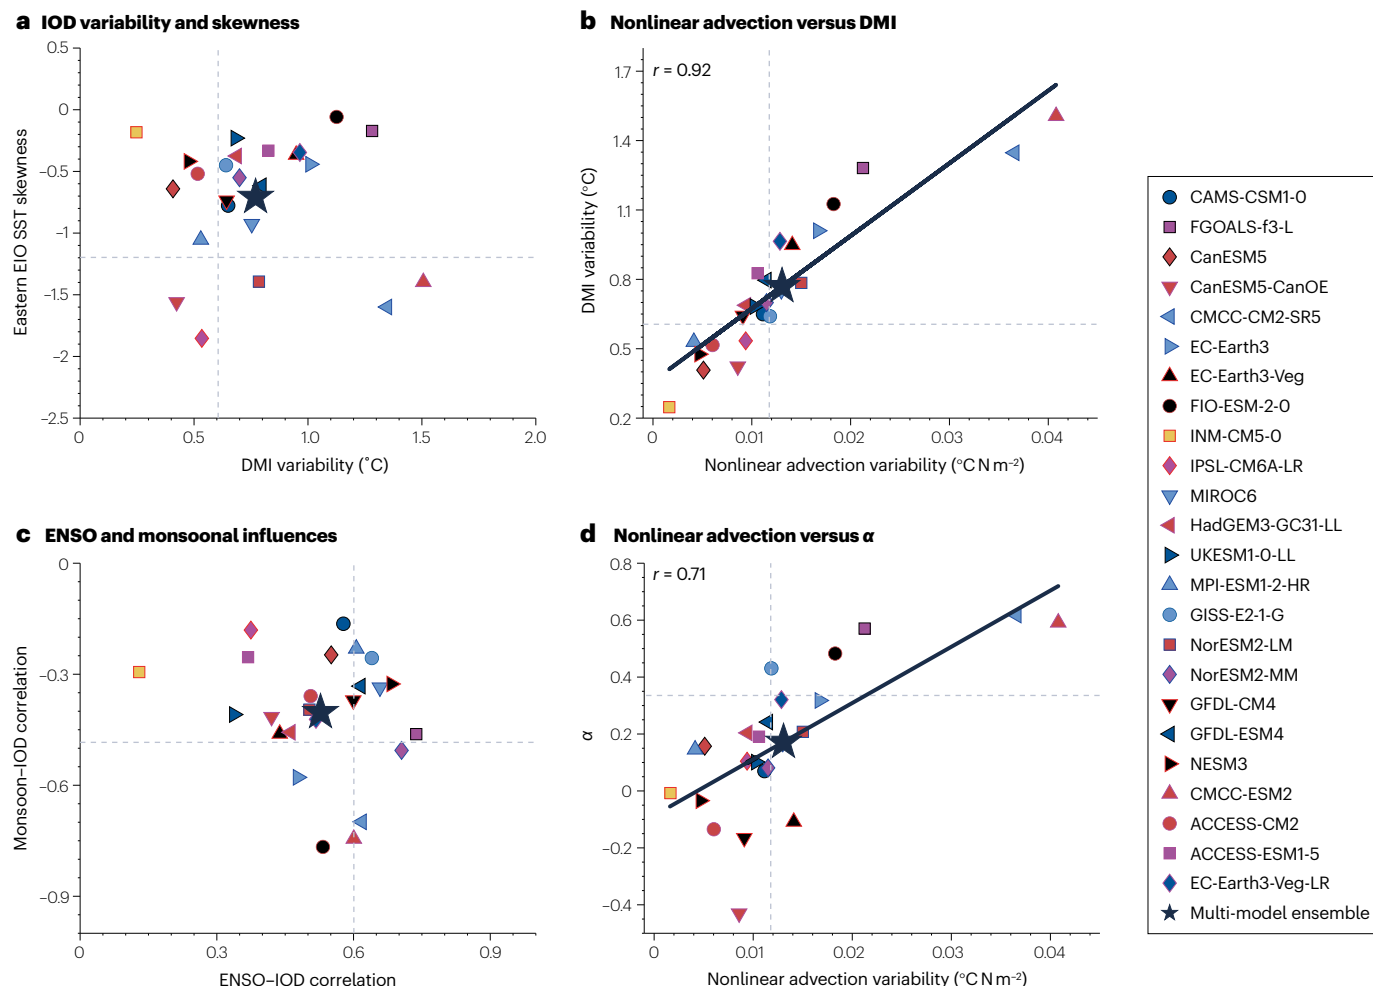 a IOD variability and skewness
0.5
0
−0.5
−1
−1.5
−2
−2.5
Eastern EIO SST skewness
0 0.5 1.0 1.5 2.0
DMI variability (˚C)
b Nonlinear advection versus DMI
r = 0.92
1.7
1.4
1.1
0.8
0.5
0.2
DMI variability (°C)
0 0.01 0.02 0.03 0.04
Nonlinear advection variability (°C N m⁻²)
c ENSO and monsoonal influences
0
−0.3
−0.6
−0.9
Monsoon–IOD correlation
0 0.3 0.6 0.9
ENSO–IOD correlation
d Nonlinear advection versus α
r = 0.71
0.8
0.6
0.4
0.2
0
−0.2
−0.4
α
0 0.01 0.02 0.03 0.04
Nonlinear advection variability (°C N m⁻²)
CAMS-CSM1-0
FGOALS-f3-L
CanESM5
CanESM5-CanOE
CMCC-CM2-SR5
EC-Earth3
EC-Earth3-Veg
FIO-ESM-2-0
INM-CM5-0
IPSL-CM6A-LR
MIROC6
HadGEM3-GC31-LL
UKESM1-0-LL
MPI-ESM1-2-HR
GISS-E2-1-G
NorESM2-LM
NorESM2-MM
GFDL-CM4
GFDL-ESM4
NESM3
CMCC-ESM2
ACCESS-CM2
ACCESS-ESM1-5
EC-Earth3-Veg-LR
Multi-model ensemble